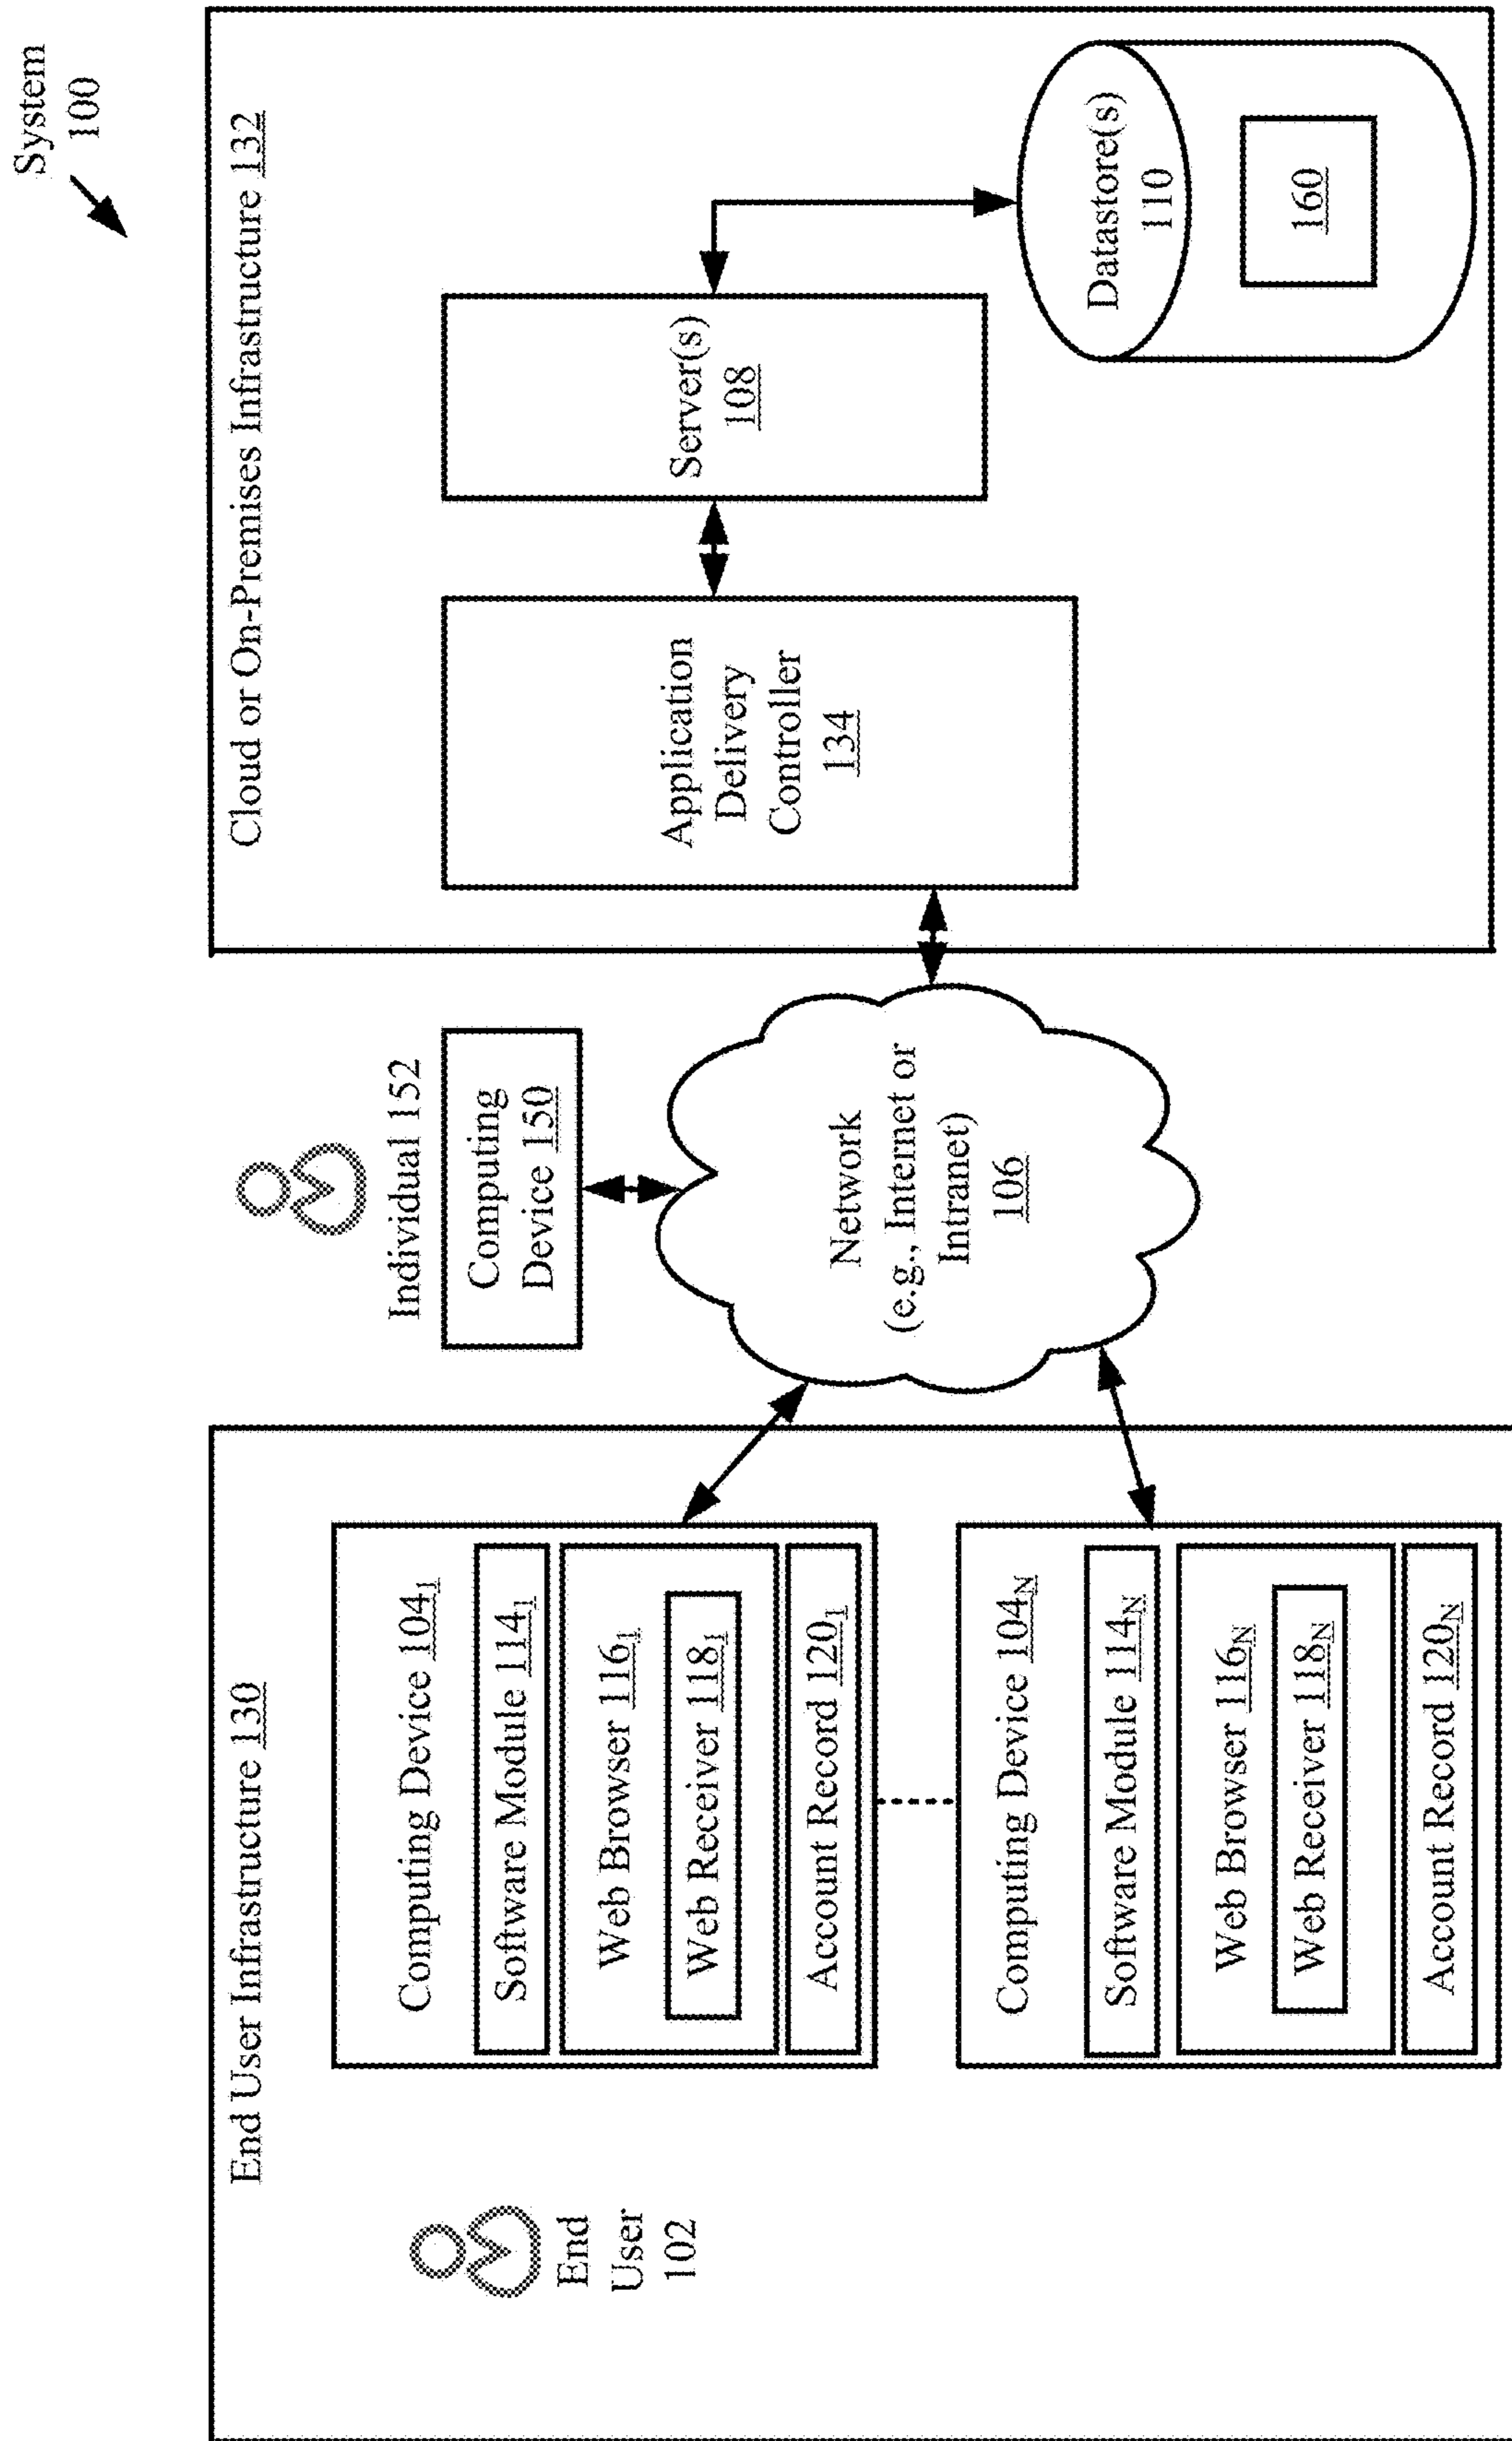 System
100
End User Infrastructure 130
End
User
102
Computing Device 104₁
Software Module 114₁
Web Browser 116₁
Web Receiver 118₁
Account Record 120₁
Computing Device 104N
Software Module 114N
Web Browser 116N
Web Receiver 118N
Account Record 120N
Individual 152
Computing
Device 150
Network
(e.g., Internet or
Intranet)
106
Cloud or On-Premises Infrastructure 132
Application
Delivery
Controller
134
Server(s)
108
Datastore(s)
110
160